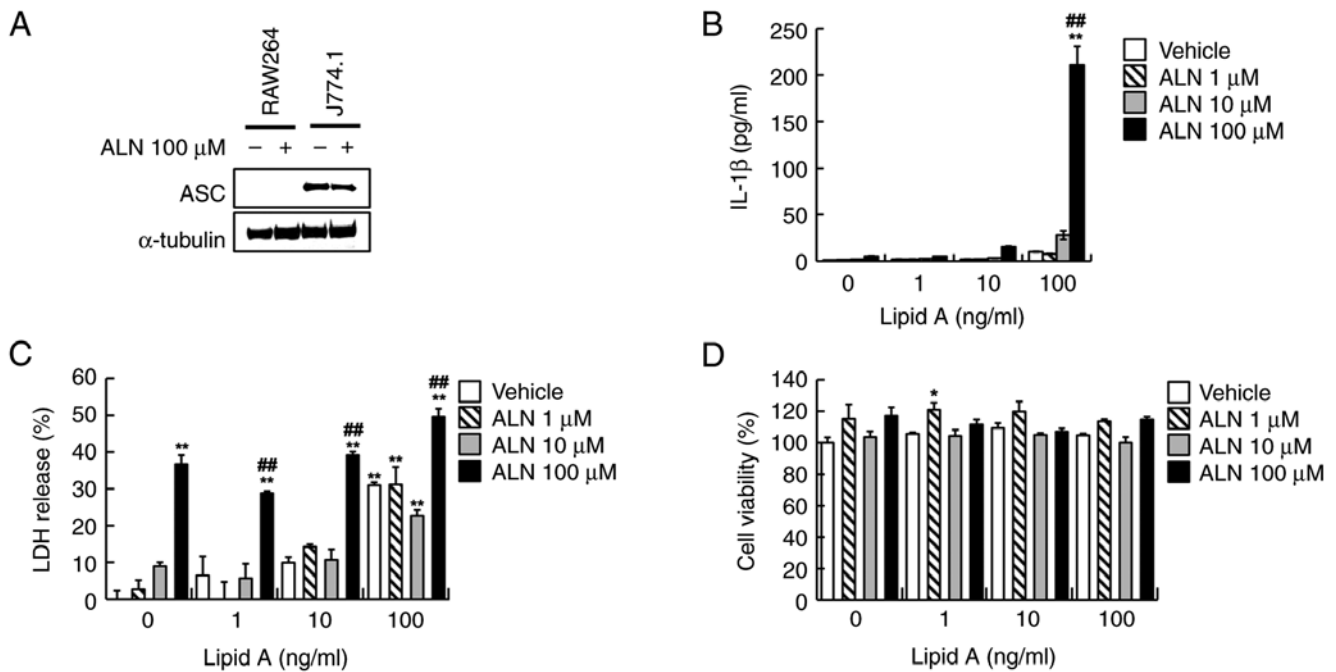 A
RAW264
J774.1
ALN 100 μM
– + – +
ASC
α-tubulin
B
##
**
250
200
150
100
50
0
IL-1β (pg/ml)
0 1 10 100
Lipid A (ng/ml)
Vehicle
ALN 1 μM
ALN 10 μM
ALN 100 μM
C
60
50
40
30
20
10
0
LDH release (%)
**
##
**
##
**
**
**
**
##
**
0 1 10 100
Lipid A (ng/ml)
Vehicle
ALN 1 μM
ALN 10 μM
ALN 100 μM
D
140
120
100
80
60
40
20
0
Cell viability (%)
*
0 1 10 100
Lipid A (ng/ml)
Vehicle
ALN 1 μM
ALN 10 μM
ALN 100 μM